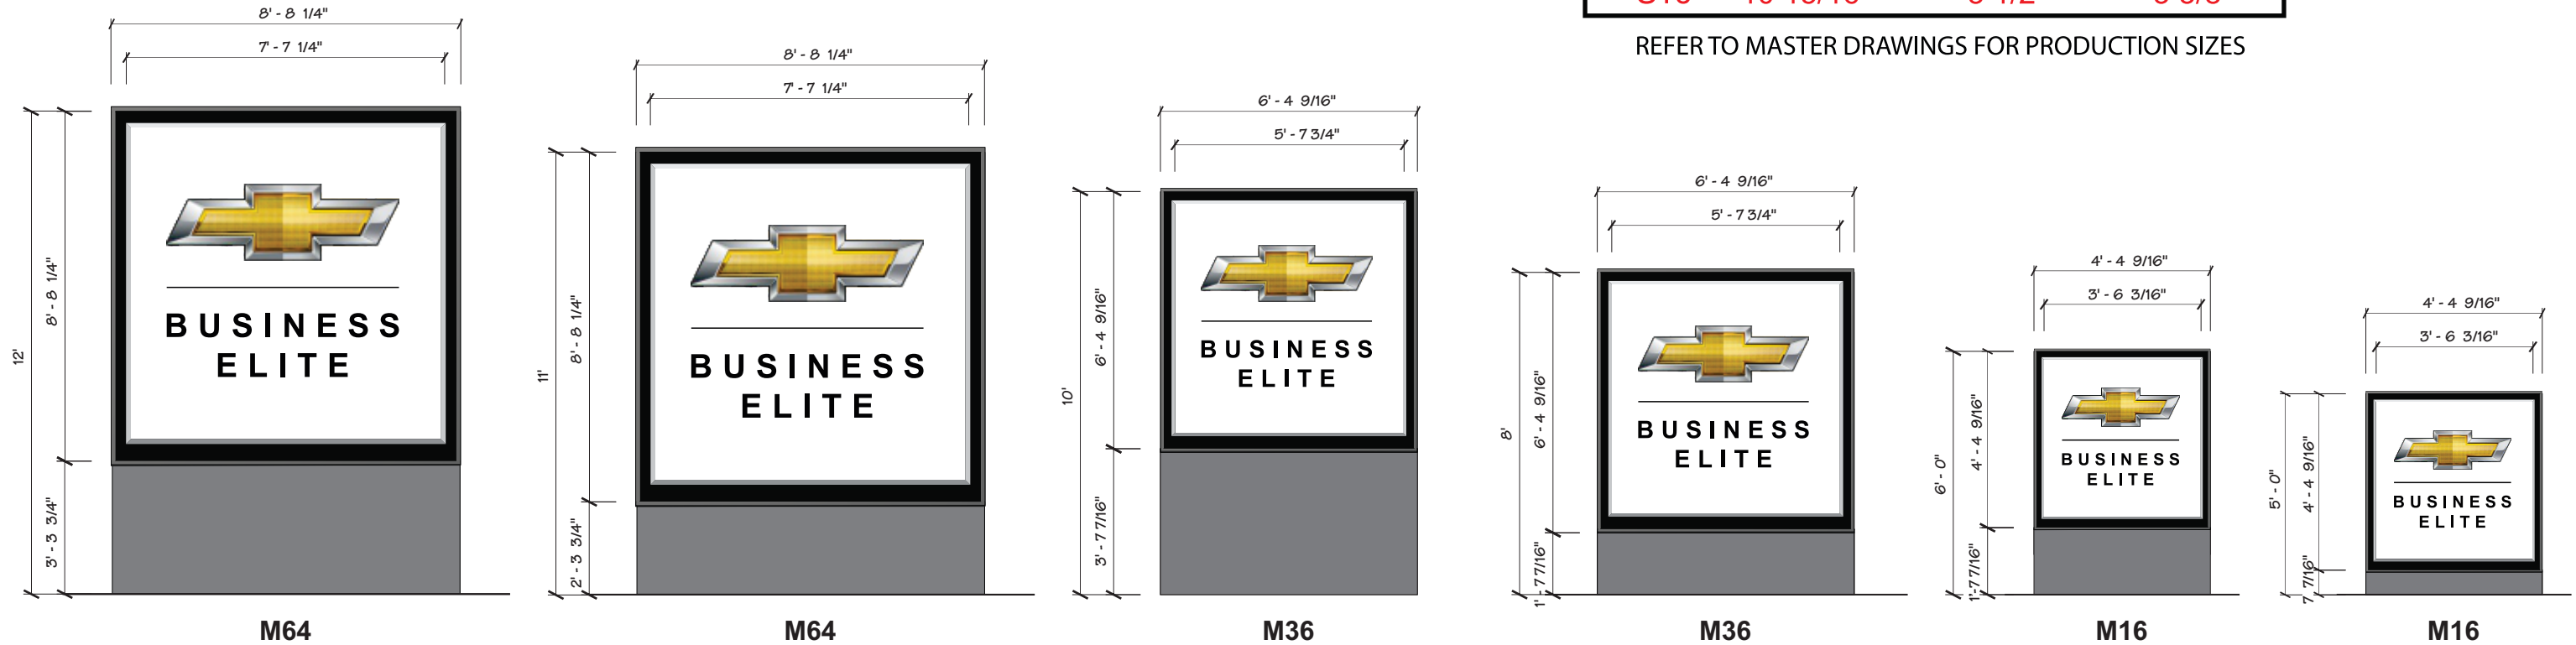 REFER TO MASTER DRAWINGS FOR PRODUCTION SIZES
8' - 8 1/4"
7' - 7 1/4"
12'
8' - 8 1/4"
3' - 3 3/4"
BUSINESS
ELITE
M64
8' - 8 1/4"
7' - 7 1/4"
11'
8' - 8 1/4"
2' - 3 3/4"
BUSINESS
ELITE
M64
6' - 4 9/16"
5' - 7 3/4"
10'
6' - 4 9/16"
3' - 7 7/16"
BUSINESS
ELITE
M36
6' - 4 9/16"
5' - 7 3/4"
8'
6' - 4 9/16"
1' - 7 7/16"
BUSINESS
ELITE
M36
4' - 4 9/16"
3' - 6 3/16"
6' - 0"
4' - 4 9/16"
1' - 7 7/16"
BUSINESS
ELITE
M16
4' - 4 9/16"
3' - 6 3/16"
5' - 0"
4' - 4 9/16"
7 7/16"
BUSINESS
ELITE
M16